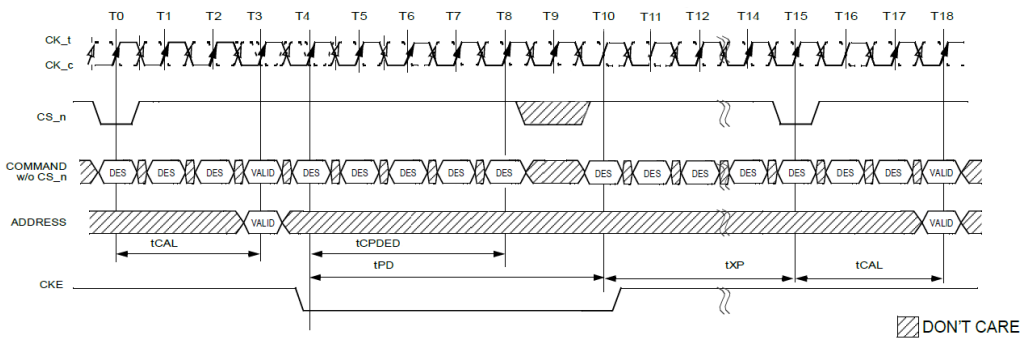 T0 T1 T2 T3 T4 T5 T6 T7 T8 T9 T10 T11 T12 T14 T15 T16 T17 T18
CK_t
CK_c
CS_n
COMMAND
w/o CS_n
DES DES DES VALID DES DES DES DES DES DES DES DES DES DES DES DES VALID
ADDRESS
VALID VALID
tCAL tCPDED
tPD tXP tCAL
CKE
DON'T CARE